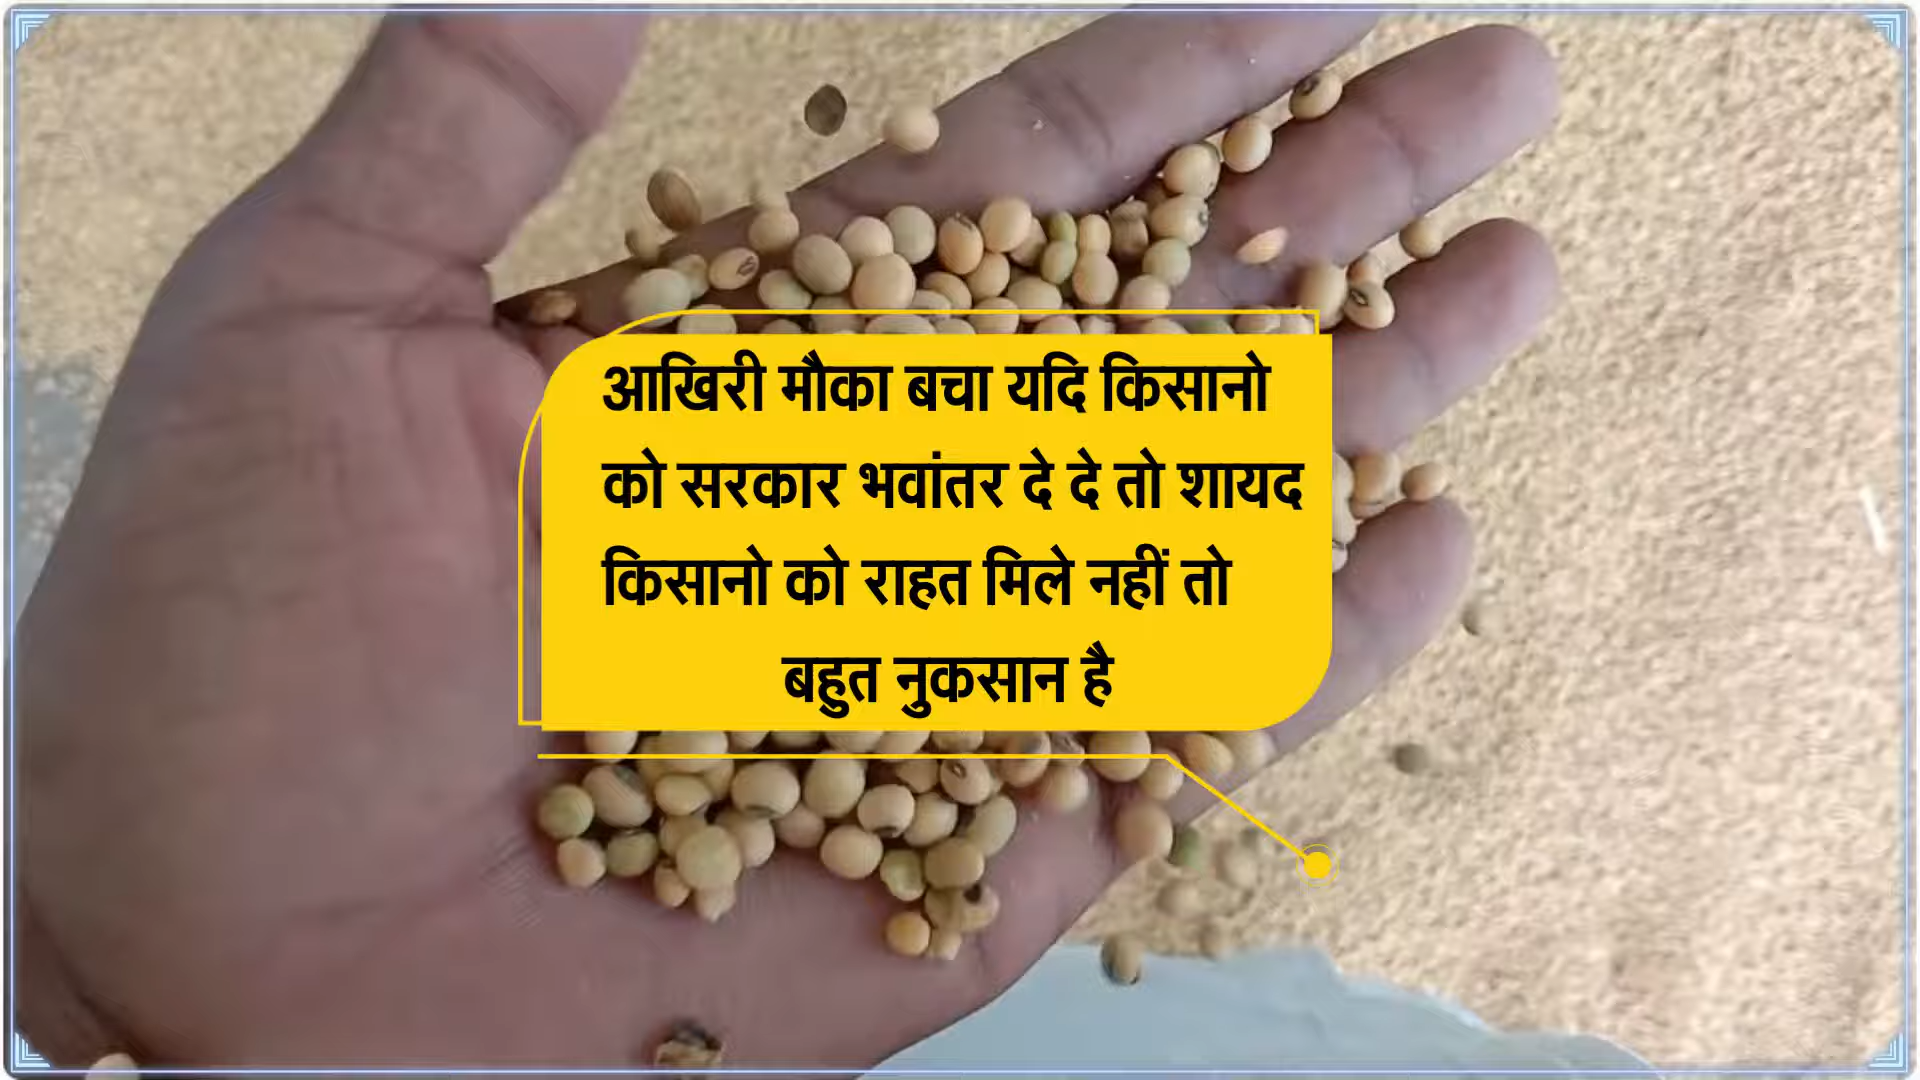 आखिरी मौका बचा यदि किसानो
को सरकार भवांतर दे दे तो शायद
किसानो को राहत मिले नहीं तो
बहुत नुकसान है